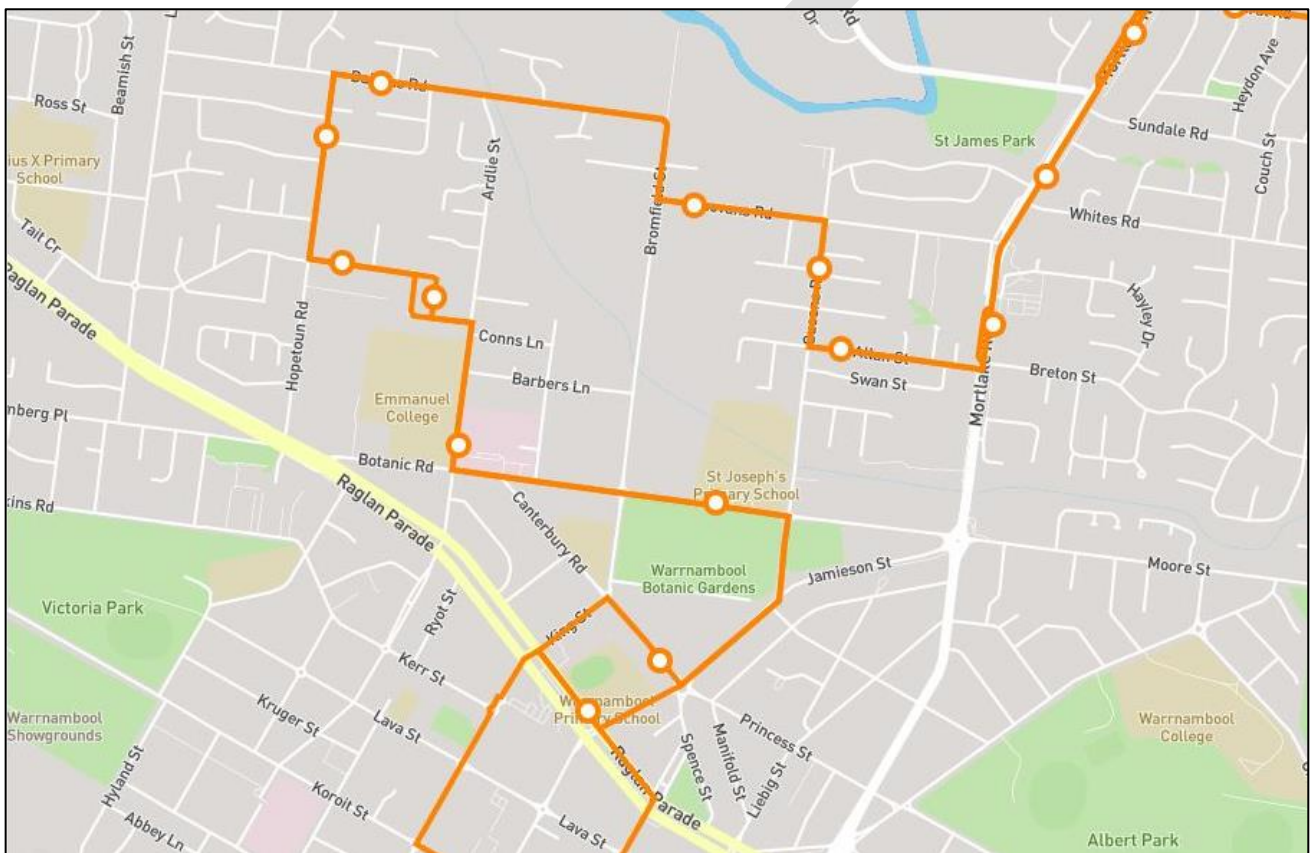 Rd
Dr
Beamish St
Ross St
Heydon Ave
Sundale Rd
St James Park
Couch St
ius X Primary
School
Ardlie St
Whites Rd
Bromfield St
Tait Cr
Raglan Parade
Hayley Dr
Hopetoun Rd
Conns Ln
Allan St
Breton St
Swan St
Barbers Ln
Mortlake R
Emmanuel
College
nberg Pl
Botanic Rd
St Joseph's
Primary School
Raglan Parade
kins Rd
Canterbury Rd
Warrnambool
Botanic Gardens
Jamieson St
Moore St
Victoria Park
Ryot St
King St
Kerr St
Warrnambool
Primary School
Warrnambool
College
Warrnambool
Showgrounds
Kruger St
Lava St
Princess St
Manifold St
Spence St
Liebig St
Raglan Parade
Hyland St
Koroit St
Abbey Ln
Lava St
Albert Park